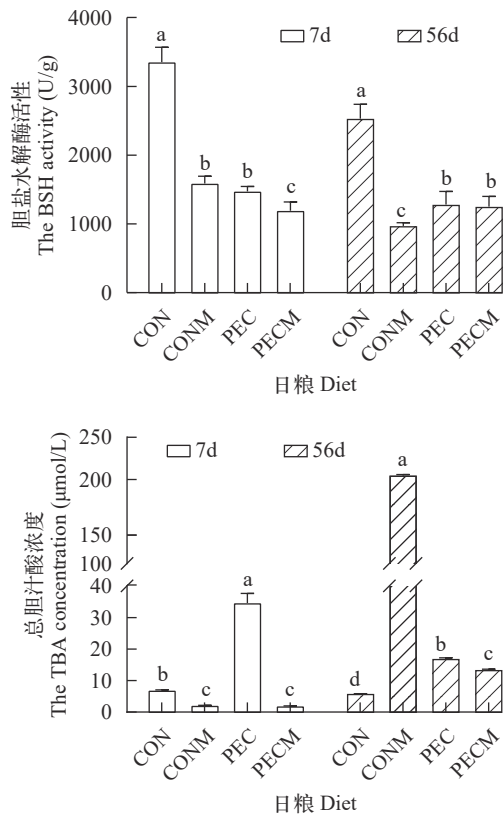 胆盐水解酶活性
The BSH activity (U/g)
4000
3000
2000
1000
0
7d
56d
a
b
b
c
a
c
b
b
CON
CONM
PEC
PECM
CON
CONM
PEC
PECM
日粮 Diet
总胆汁酸浓度
The TBA concentration (μmol/L)
250
200
150
100
40
30
20
10
0
7d
56d
b
c
a
c
d
a
b
c
CON
CONM
PEC
PECM
CON
CONM
PEC
PECM
日粮 Diet